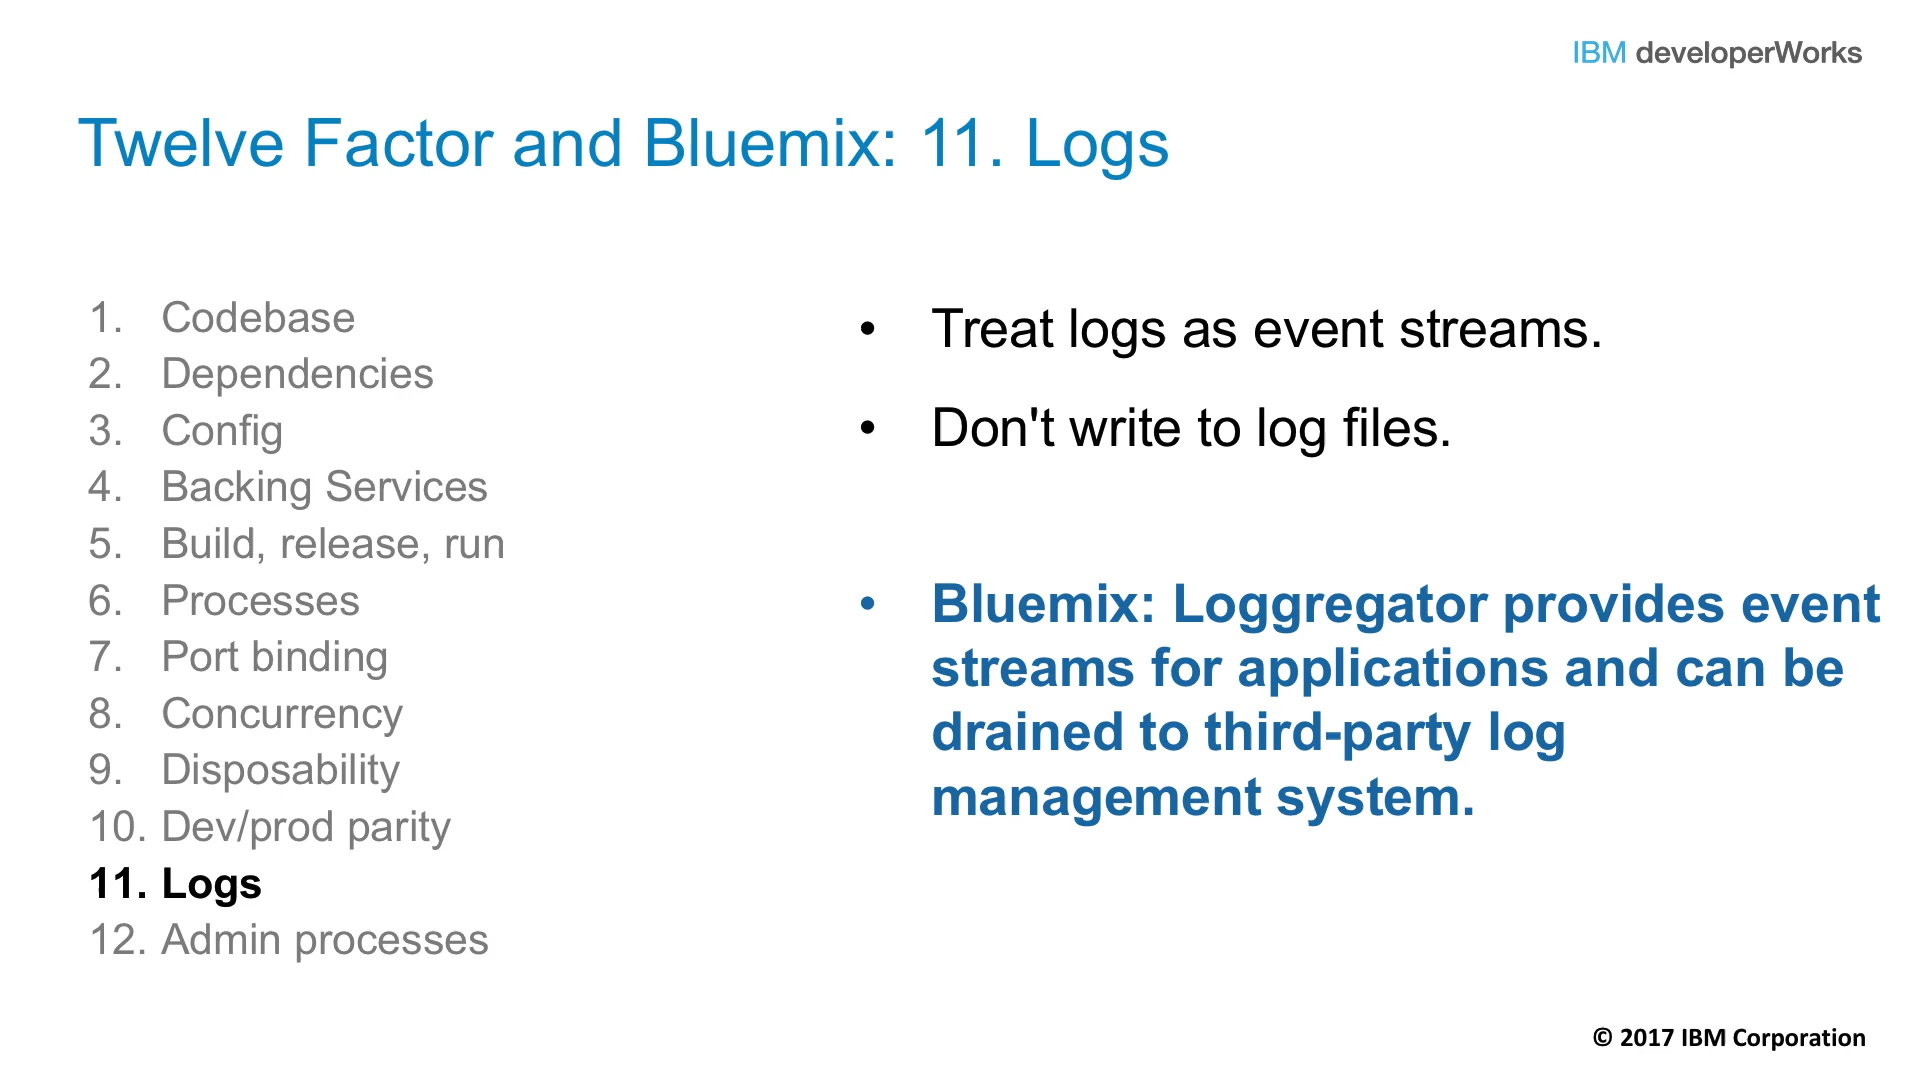 IBM developerWorks
Twelve Factor and Bluemix: 11. Logs
1. Codebase
2. Dependencies
3. Config
4. Backing Services
5. Build, release, run
6. Processes
7. Port binding
8. Concurrency
9. Disposability
10. Dev/prod parity
11. Logs
12. Admin processes
• Treat logs as event streams.
• Don't write to log files.
• Bluemix: Loggregator provides event
streams for applications and can be
drained to third-party log
management system.
© 2017 IBM Corporation